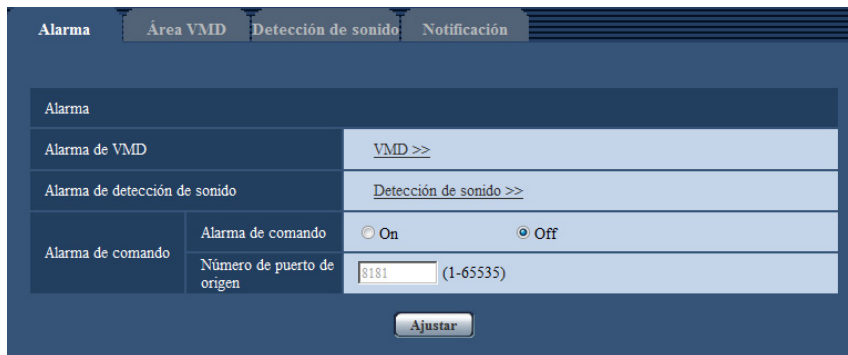 Alarma Área VMD Detección de sonido Notificación
Alarma
Alarma de VMD VMD >>
Alarma de detección de sonido Detección de sonido >>
Alarma de comando Alarma de comando On Off
Número de puerto de
origen 8181 (1-65535)
Ajustar